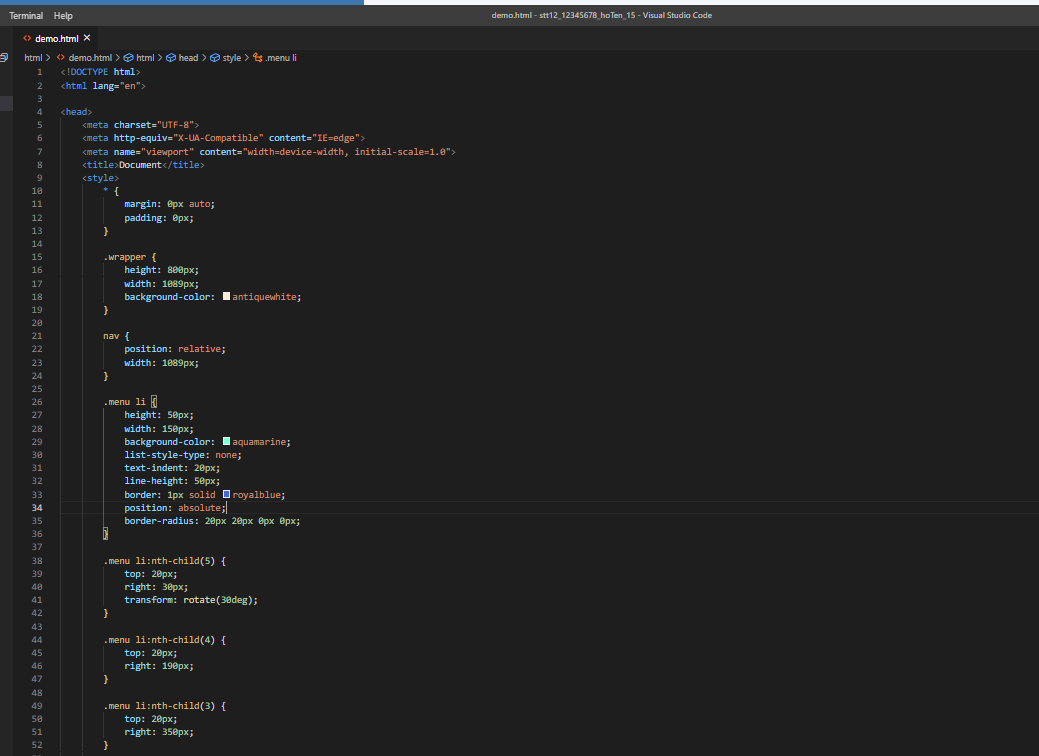 Terminal Help
demo.html - stt12_12345678_hoTen_15 - Visual Studio Code
demo.html ×
html > demo.html > html > head > style > .menu li
1 <!DOCTYPE html>
2 <html lang="en">
3
4 <head>
5 <meta charset="UTF-8">
6 <meta http-equiv="X-UA-Compatible" content="IE=edge">
7 <meta name="viewport" content="width=device-width, initial-scale=1.0">
8 <title>Document</title>
9 <style>
10 * {
11 margin: 0px auto;
12 padding: 0px;
13 }
14
15 .wrapper {
16 height: 800px;
17 width: 1089px;
18 background-color: antiquewhite;
19 }
20
21 nav {
22 position: relative;
23 width: 1089px;
24 }
25
26 .menu li {
27 height: 50px;
28 width: 150px;
29 background-color: aquamarine;
30 list-style-type: none;
31 text-indent: 20px;
32 line-height: 50px;
33 border: 1px solid royalblue;
34 position: absolute;
35 border-radius: 20px 20px 0px 0px;
36 }
37
38 .menu li:nth-child(5) {
39 top: 20px;
40 right: 30px;
41 transform: rotate(30deg);
42 }
43
44 .menu li:nth-child(4) {
45 top: 20px;
46 right: 190px;
47 }
48
49 .menu li:nth-child(3) {
50 top: 20px;
51 right: 350px;
52 }